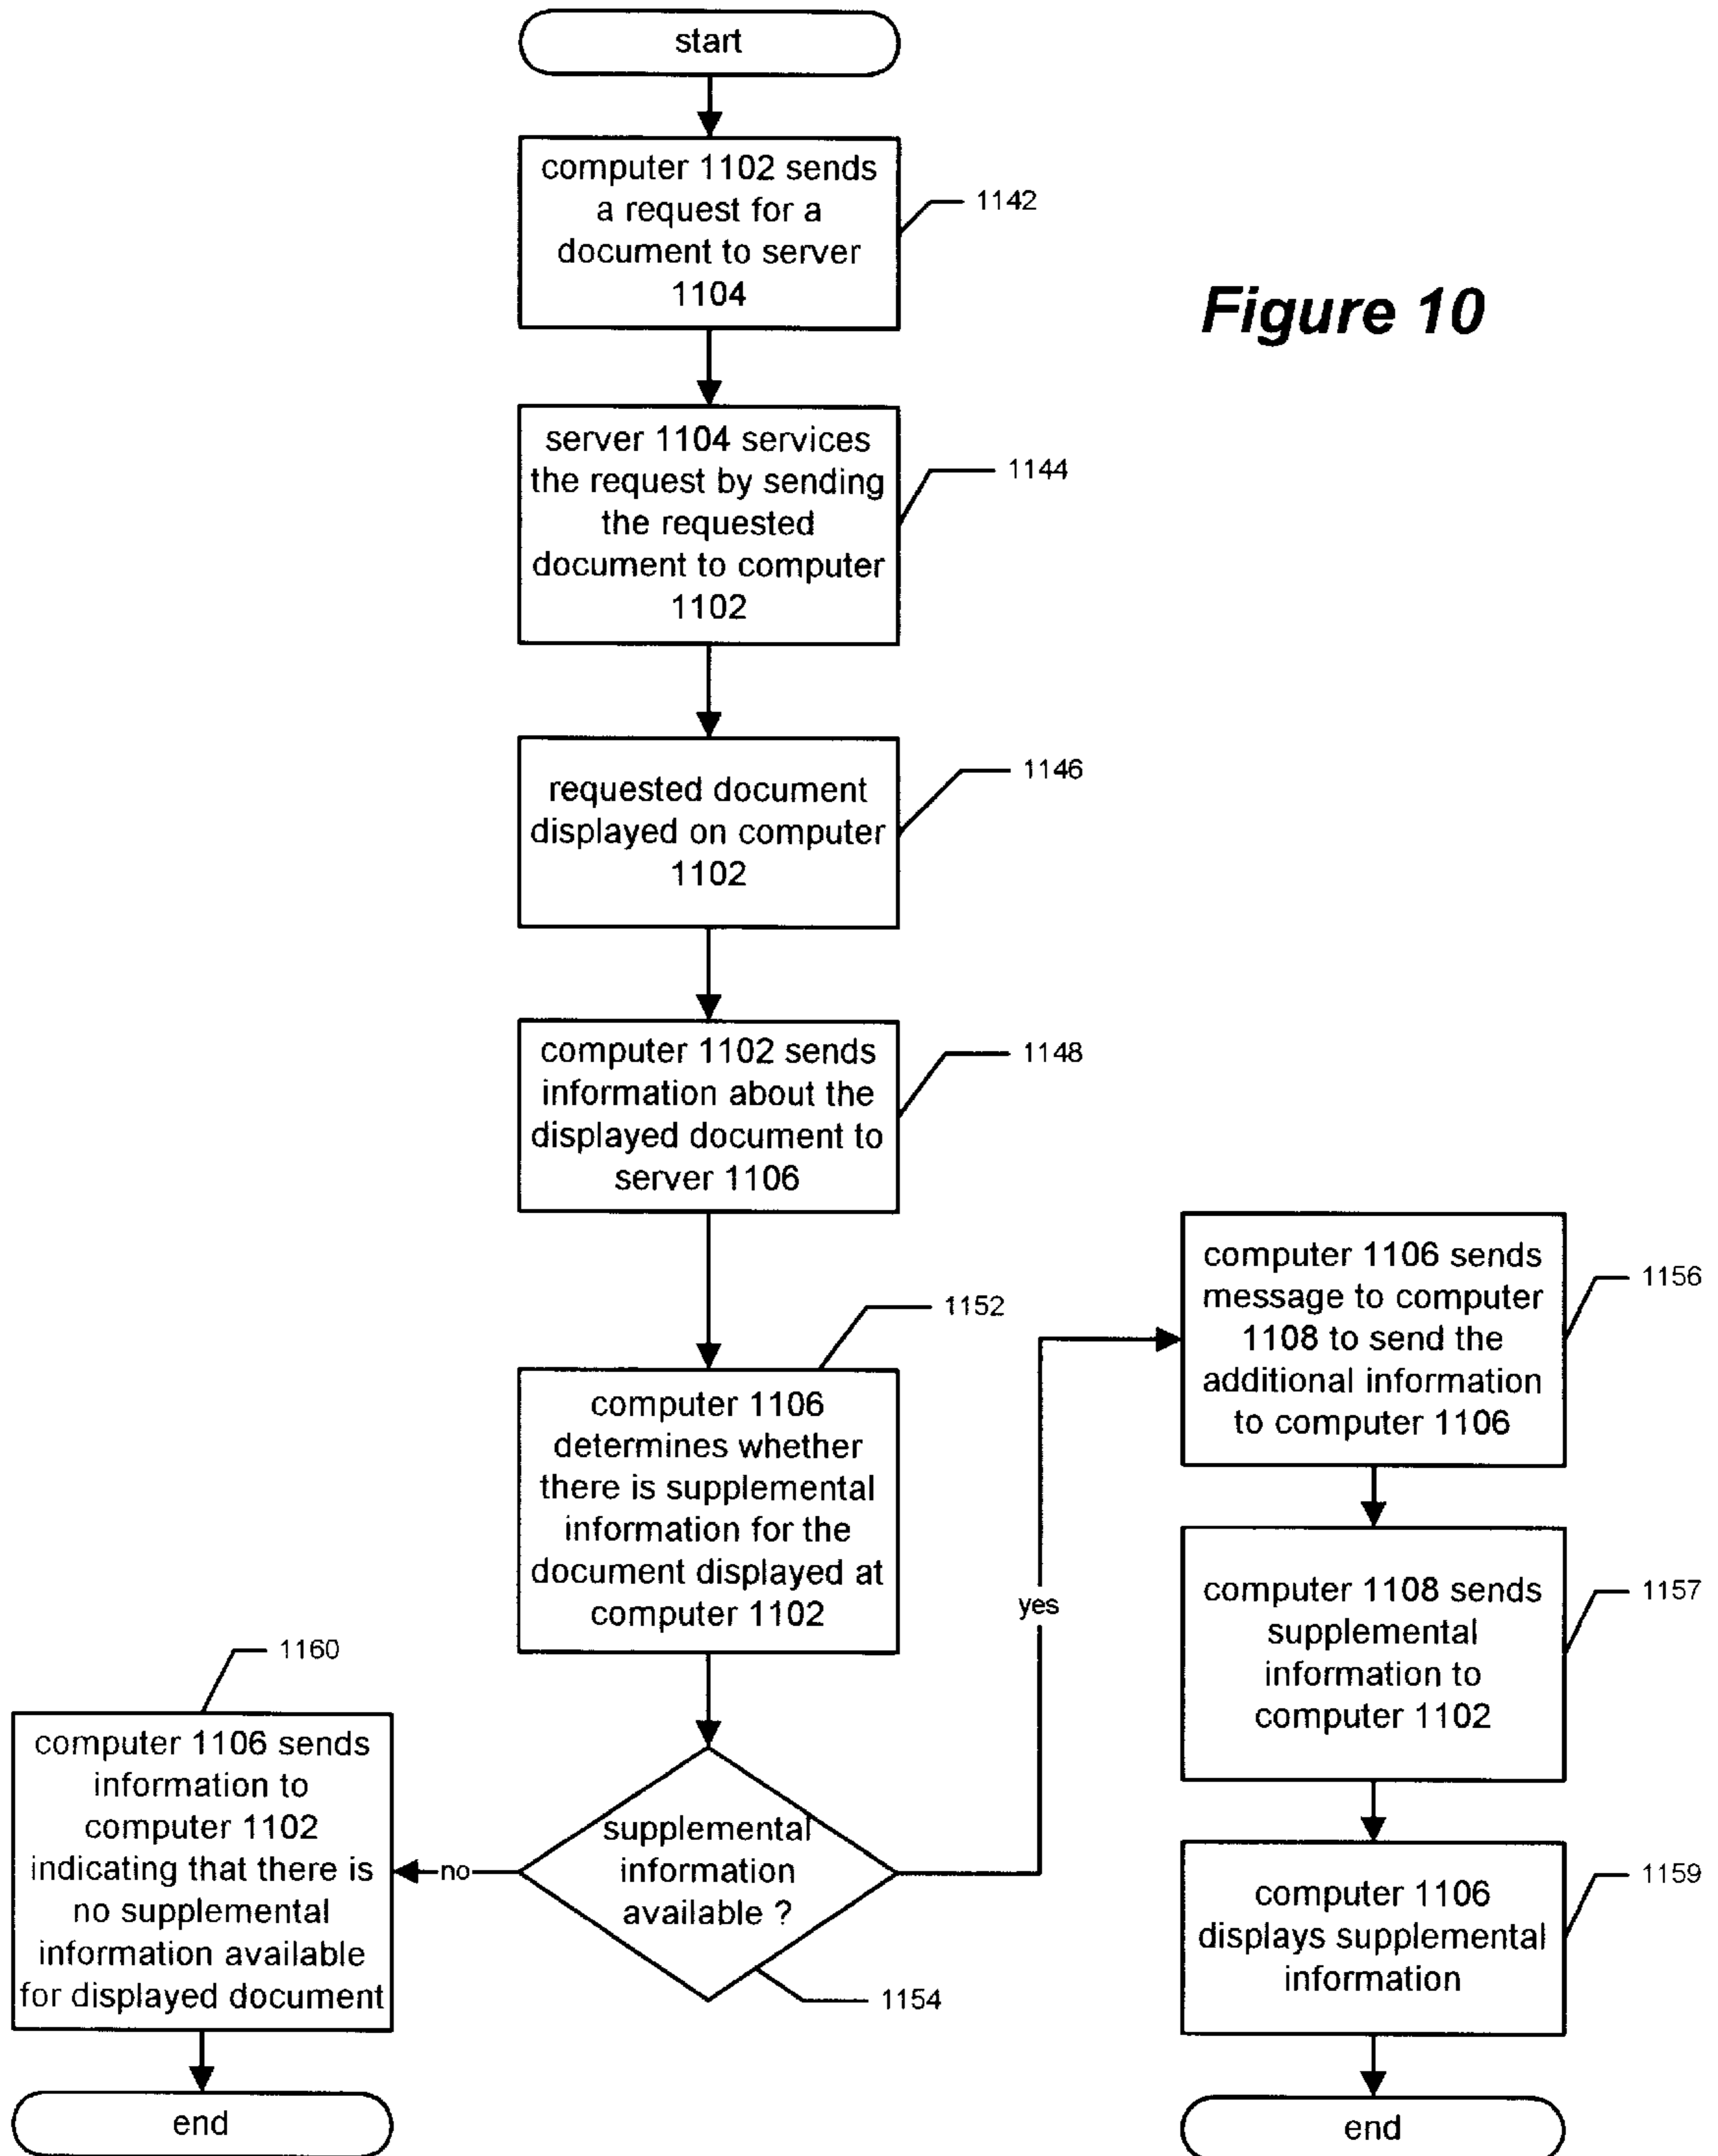 start
computer 1102 sends
a request for a
document to server
1104
1142
Figure 10
server 1104 services
the request by sending
the requested
document to computer
1102
1144
requested document
displayed on computer
1102
1146
computer 1102 sends
information about the
displayed document to
server 1106
1148
computer 1106
determines whether
there is supplemental
information for the
document displayed at
computer 1102
1152
supplemental
information
available ?
1154
no
yes
computer 1106 sends
information to
computer 1102
indicating that there is
no supplemental
information available
for displayed document
1160
end
computer 1106 sends
message to computer
1108 to send the
additional information
to computer 1106
1156
computer 1108 sends
supplemental
information to
computer 1102
1157
computer 1106
displays supplemental
information
1159
end